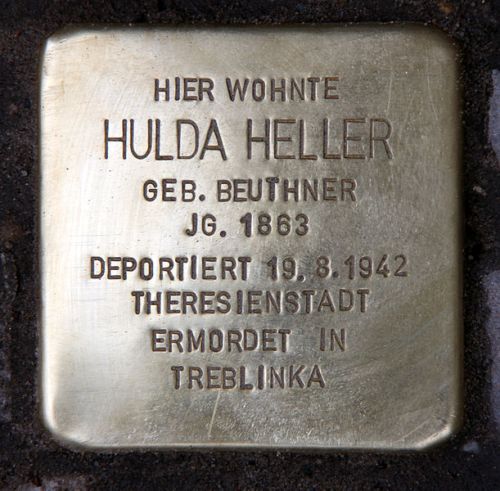 HIER WOHNTE
HULDA HELLER
GEB. BEUTHNER
JG. 1863
DEPORTIERT 19.8.1942
THERESIENSTADT
ERMORDET IN
TREBLINKA